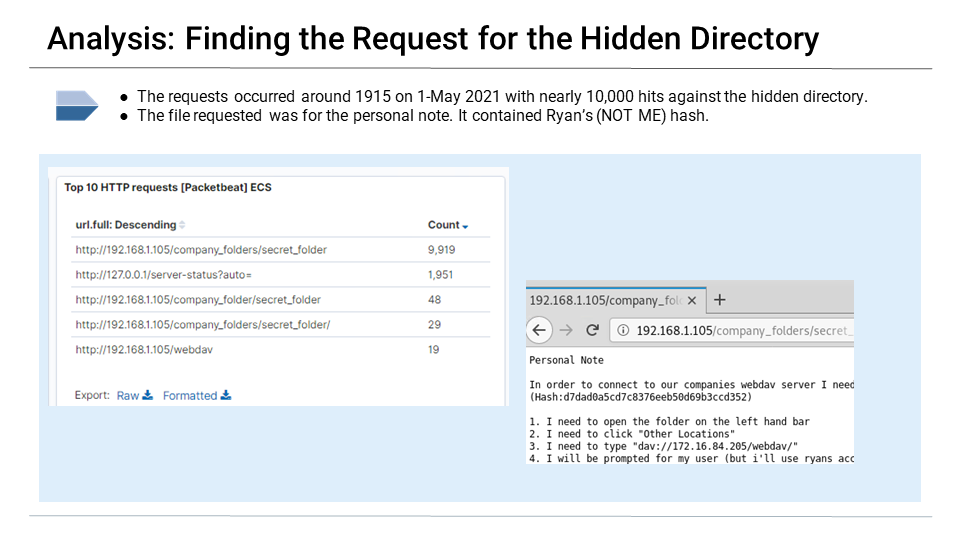 Analysis: Finding the Request for the Hidden Directory
● The requests occurred around 1915 on 1-May 2021 with nearly 10,000 hits against the hidden directory.
● The file requested was for the personal note. It contained Ryan's (NOT ME) hash.
Top 10 HTTP requests [Packetbeat] ECS
url.full: Descending Count
http://192.168.1.105/company_folders/secret_folder 9,919
http://127.0.0.1/server-status?auto= 1,951
http://192.168.1.105/company_folder/secret_folder 48
http://192.168.1.105/company_folders/secret_folder/ 29
http://192.168.1.105/webdav 19
Export: Raw Formatted
192.168.1.105/company_fol
192.168.1.105/company_folders/secret_
Personal Note
In order to connect to our companies webdav server I need
(Hash:d7dad0a5cd7c8376eeb50d69b3ccd352)
1. I need to open the folder on the left hand bar
2. I need to click "Other Locations"
3. I need to type "dav://172.16.84.205/webdav/"
4. I will be prompted for my user (but i'll use ryans acc